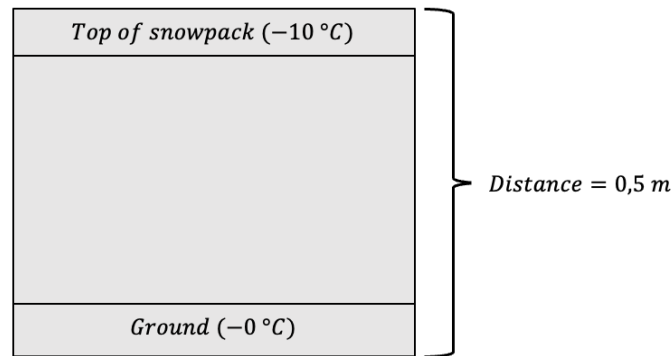 Top of snowpack (−10 °C)
Distance = 0,5 m
Ground (−0 °C)